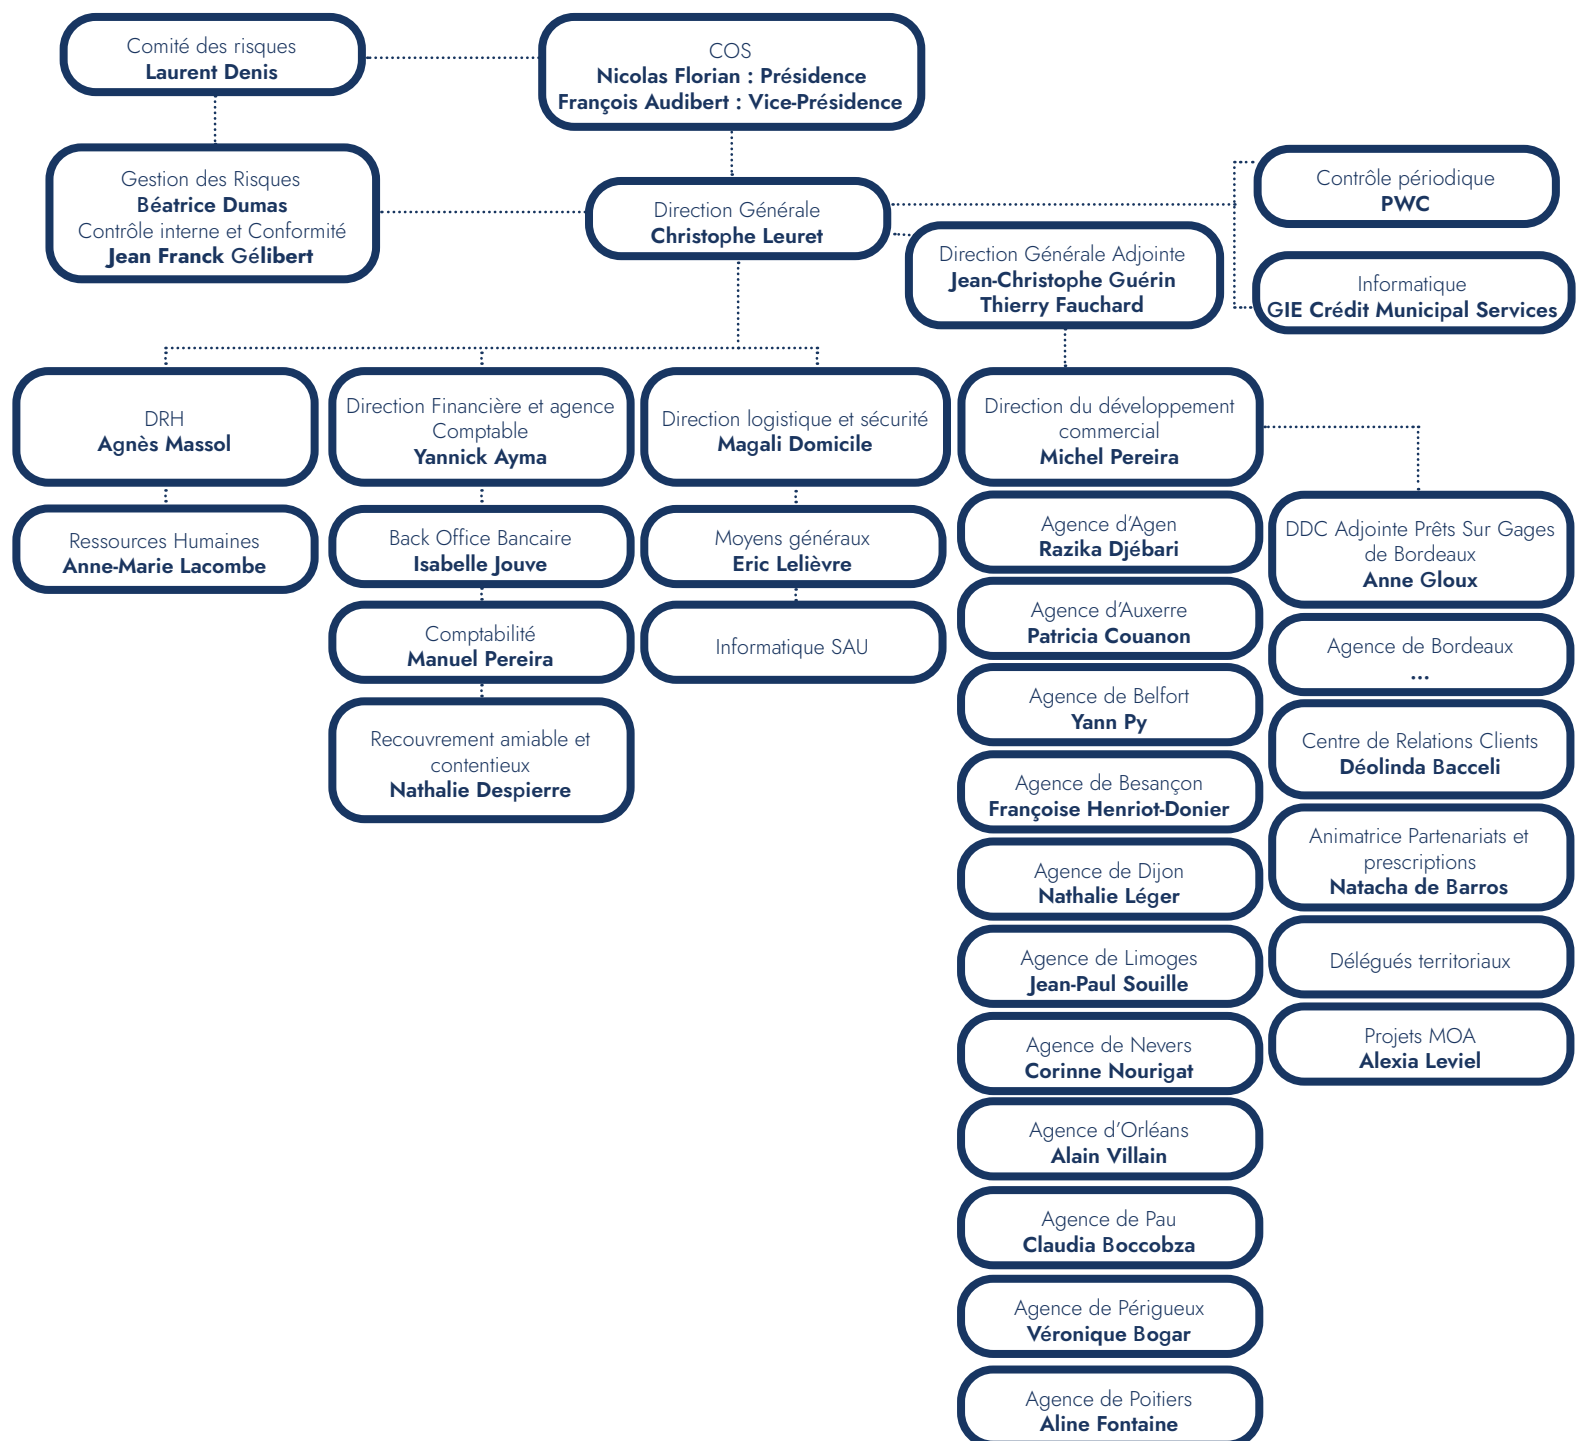 Comité des risques
Laurent Denis
COS
Nicolas Florian : Présidence
François Audibert : Vice-Présidence
Gestion des Risques
Béatrice Dumas
Contrôle interne et Conformité
Jean Franck Gélibert
Direction Générale
Christophe Leuret
Contrôle périodique
PWC
Direction Générale Adjointe
Jean-Christophe Guérin
Thierry Fauchard
Informatique
GIE Crédit Municipal Services
DRH
Agnès Massol
Ressources Humaines
Anne-Marie Lacombe
Direction Financière et agence
Comptable
Yannick Ayma
Back Office Bancaire
Isabelle Jouve
Comptabilité
Manuel Pereira
Recouvrement amiable et
contentieux
Nathalie Despierre
Direction logistique et sécurité
Magali Domicile
Moyens généraux
Eric Lelièvre
Informatique SAU
Direction du développement
commercial
Michel Pereira
Agence d'Agen
Razika Djébari
Agence d'Auxerre
Patricia Couanon
Agence de Belfort
Yann Py
Agence de Besançon
Françoise Henriot-Donier
Agence de Dijon
Nathalie Léger
Agence de Limoges
Jean-Paul Souille
Agence de Nevers
Corinne Nourigat
Agence d'Orléans
Alain Villain
Agence de Pau
Claudia Boccobza
Agence de Périgueux
Véronique Bogar
Agence de Poitiers
Aline Fontaine
DDC Adjointe Prêts Sur Gages
de Bordeaux
Anne Gloux
Agence de Bordeaux
...
Centre de Relations Clients
Déolinda Bacceli
Animatrice Partenariats et
prescriptions
Natacha de Barros
Délégués territoriaux
Projets MOA
Alexia Leviel